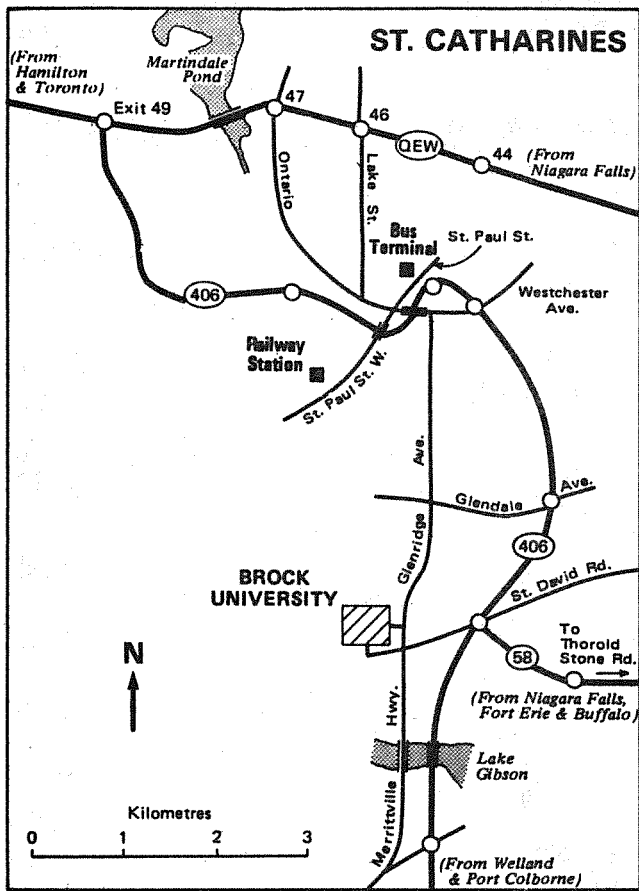 ST. CATHARINES
(From
Hamilton
& Toronto)
Martindale
Pond
Exit 49
47
46
QEW
44
(From
Niagara Falls)
Ontario
Lake St.
Bus
Terminal
St. Paul St.
406
Westchester
Ave.
Railway
Station
St. Paul St. W.
Glenridge Ave.
Glendale Ave.
406
BROCK
UNIVERSITY
St. David Rd.
To
Thorold
Stone Rd.
58
(From Niagara Falls,
Fort Erie & Buffalo)
N
Merrittville Hwy.
Lake
Gibson
Kilometres
0 1 2 3
(From Welland
& Port Colborne)